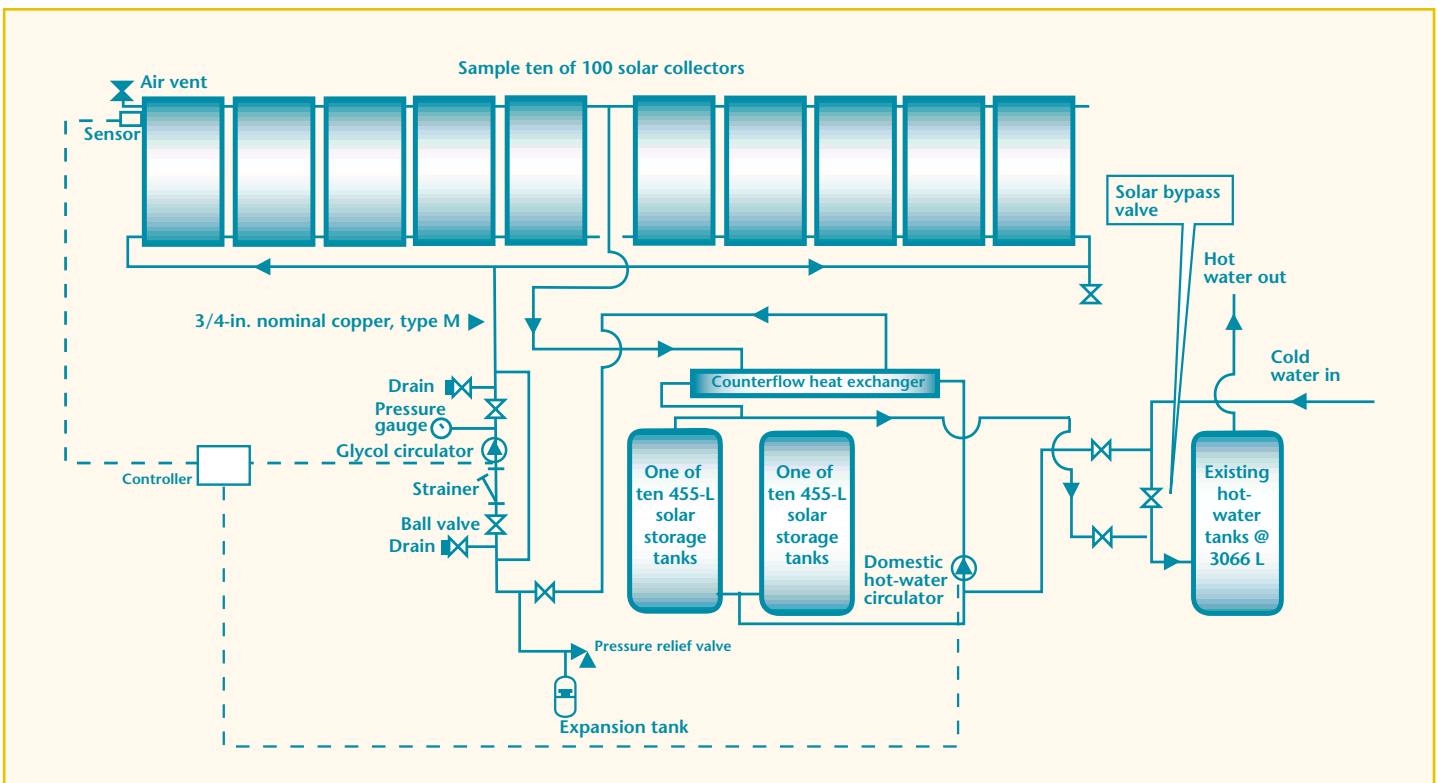 Sample ten of 100 solar collectors
Air vent
Sensor
Solar bypass
valve
Hot
water out
3/4-in. nominal copper, type M
Cold
water in
Drain
Counterflow heat exchanger
Pressure
gauge
Glycol circulator
Controller
Strainer
Ball valve
Drain
One of
ten 455-L
solar
storage
tanks
One of
ten 455-L
solar
storage
tanks
Existing
hot-
water
tanks @
3066 L
Domestic
hot-water
circulator
Pressure relief valve
Expansion tank